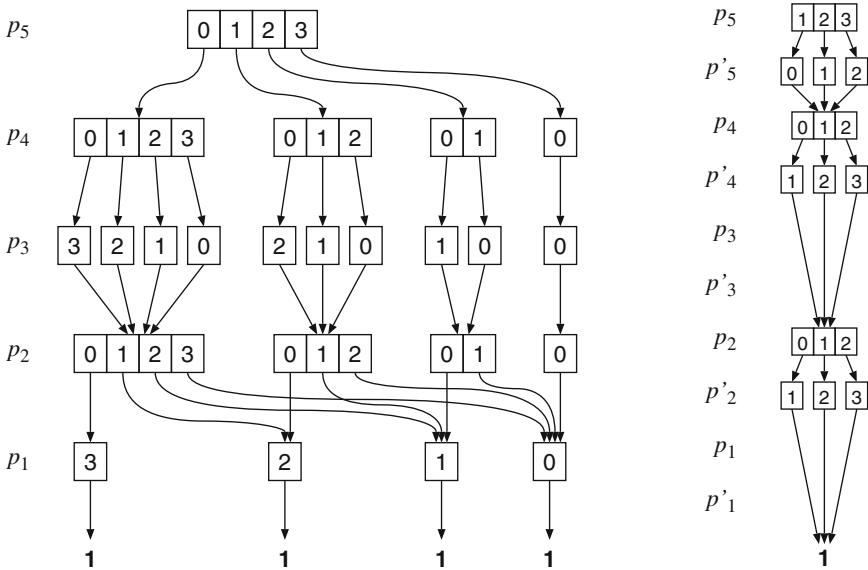 p5 0 1 2 3
p4 0 1 2 3 0 1 2 0 1 0
p3 3 2 1 0 2 1 0 1 0 0
p2 0 1 2 3 0 1 2 0 1 0
p1 3 2 1 0
1 1 1 1
p5 1 2 3
p'5 0 1 2
p4 0 1 2
p'4 1 2 3
p3
p'3
p2 0 1 2
p'2 1 2 3
p1
p'1
1